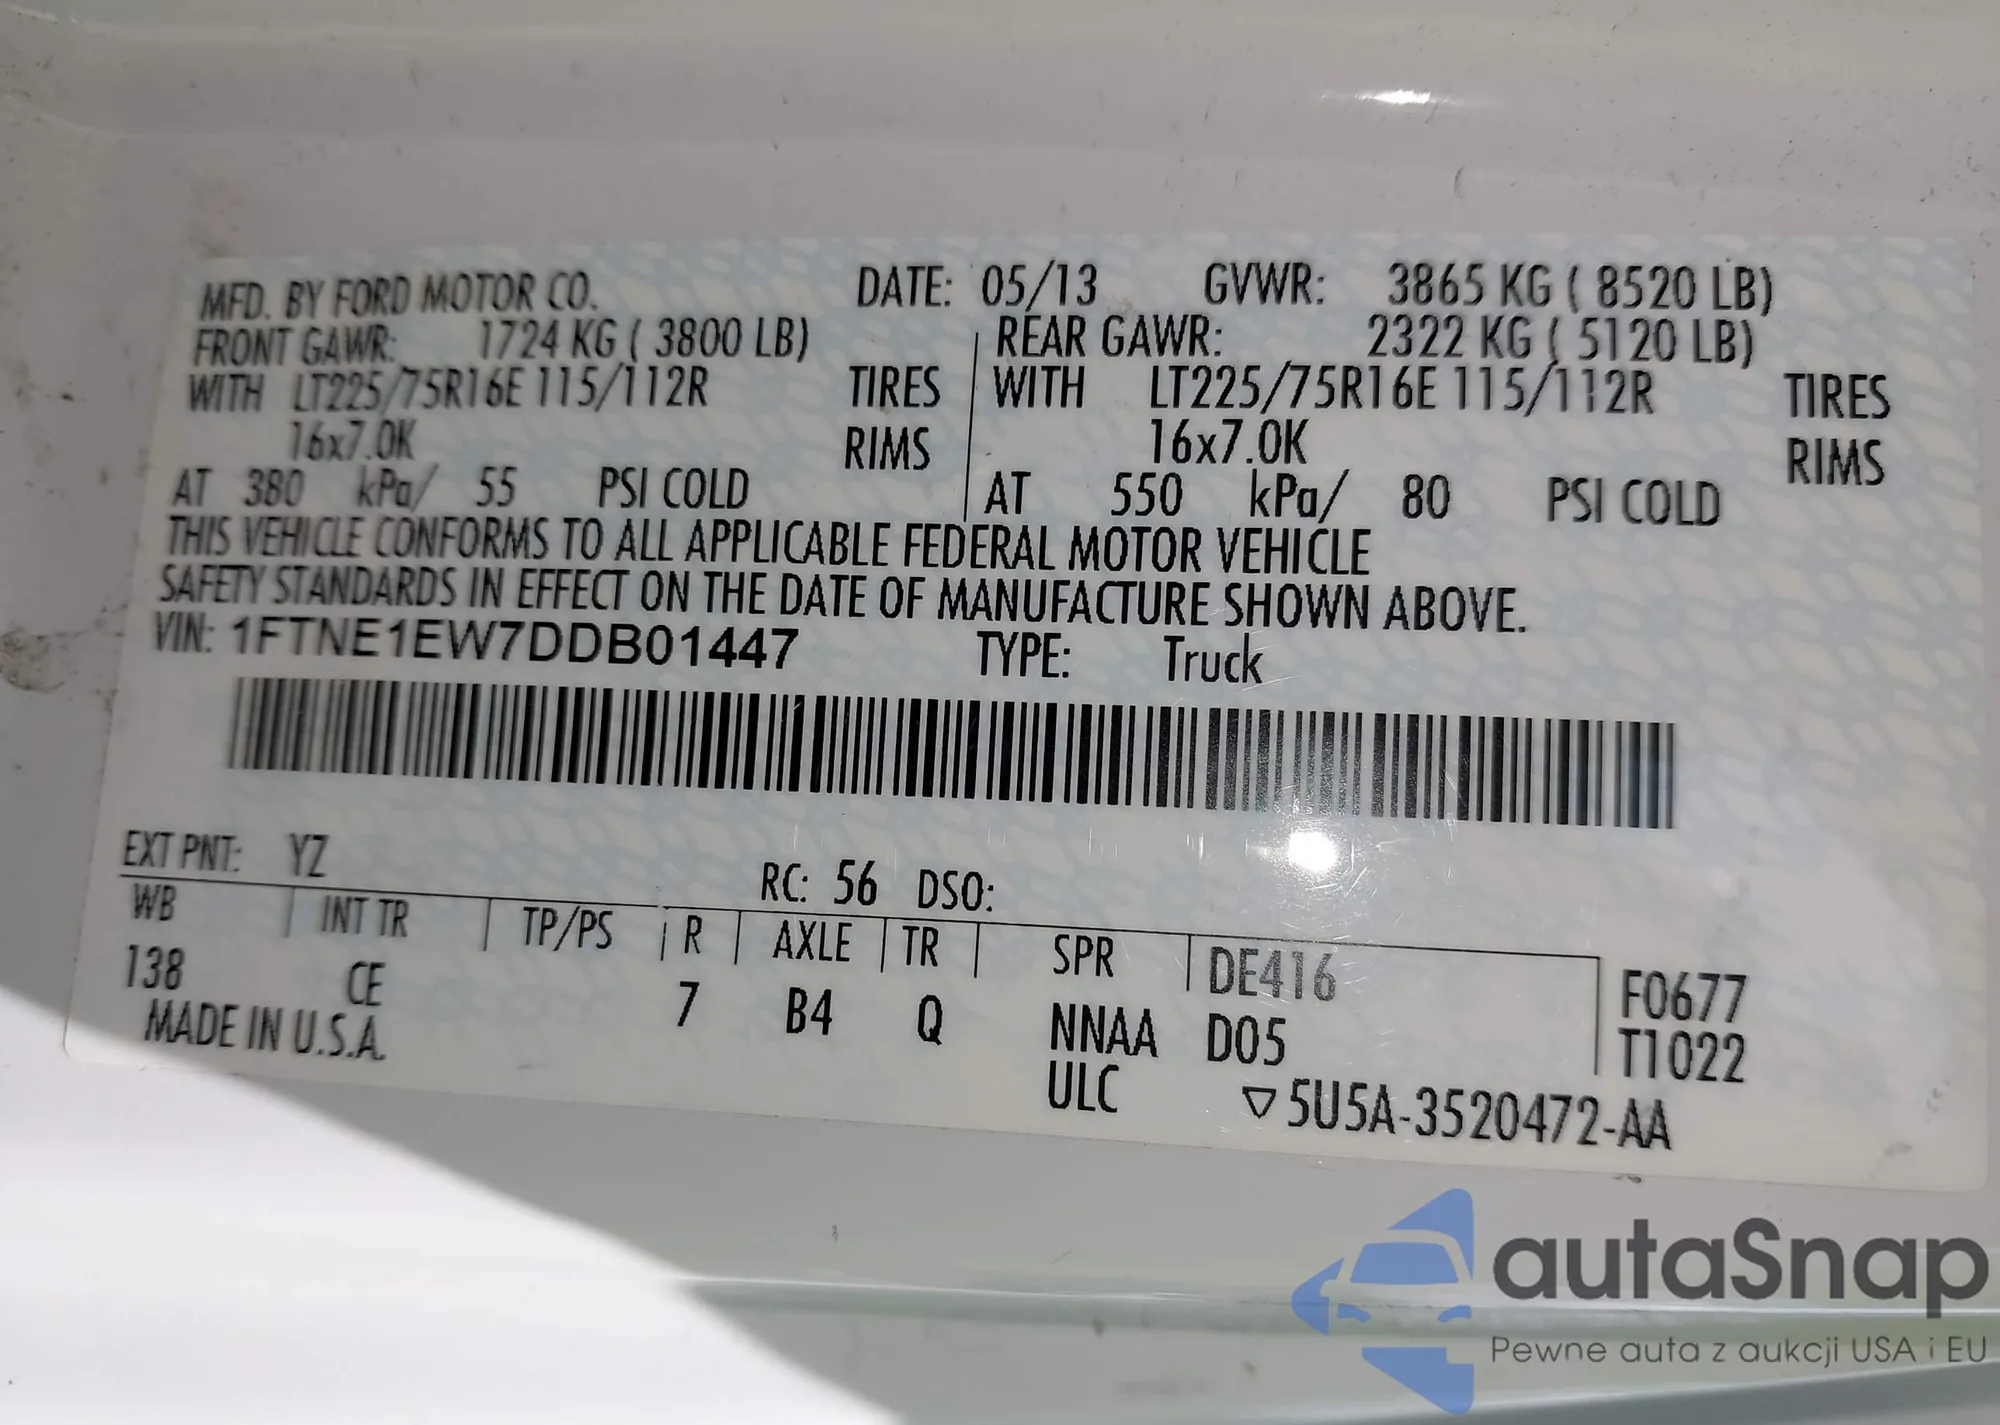 MFD. BY FORD MOTOR CO. DATE: 05/13 GVWR: 3865 KG ( 8520 LB)
FRONT GAWR: 1724 KG ( 3800 LB) REAR GAWR: 2322 KG ( 5120 LB)
WITH LT225/75R16E 115/112R TIRES WITH LT225/75R16E 115/112R TIRES
16x7.0K RIMS 16x7.0K RIMS
AT 380 kPa/ 55 PSI COLD AT 550 kPa/ 80 PSI COLD
THIS VEHICLE CONFORMS TO ALL APPLICABLE FEDERAL MOTOR VEHICLE
SAFETY STANDARDS IN EFFECT ON THE DATE OF MANUFACTURE SHOWN ABOVE.
VIN: 1FTNE1EW7DDB01447 TYPE: Truck
EXT PNT: YZ RC: 56 DSO:
WB INT TR TP/PS R AXLE TR SPR DE416 F0677
138 CE 7 B4 Q NNAA D05 T1022
MADE IN U.S.A. ULC ▽5U5A-3520472-AA
autaSnap
Pewne auta z aukcji USA i EU